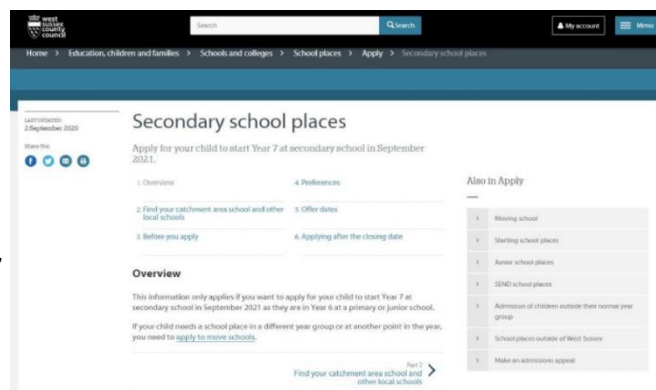 west
sussex
county
council
Search
Search
My account
Menu
Home > Education, children and families > Schools and colleges > School places > Apply > Secondary school places
LAST UPDATED:
2 September 2020
Share this:
Secondary school places
Apply for your child to start Year 7 at secondary school in September
2021.
1. Overview
2. Find your catchment area school and other
local schools
3. Before you apply
4. Preferences
5. Offer dates
6. Applying after the closing date
Overview
This information only applies if you want to apply for your child to start Year 7 at
secondary school in September 2021 as they are in Year 6 at a primary or junior school.
If your child needs a school place in a different year group or at another point in the year,
you need to apply to move schools.
Part 2
Find your catchment area school and
other local schools
Also in Apply
Moving school
Starting school places
Junior school places
SEND school places
Admission of children outside their normal year
group
School places outside of West Sussex
Make an admissions appeal